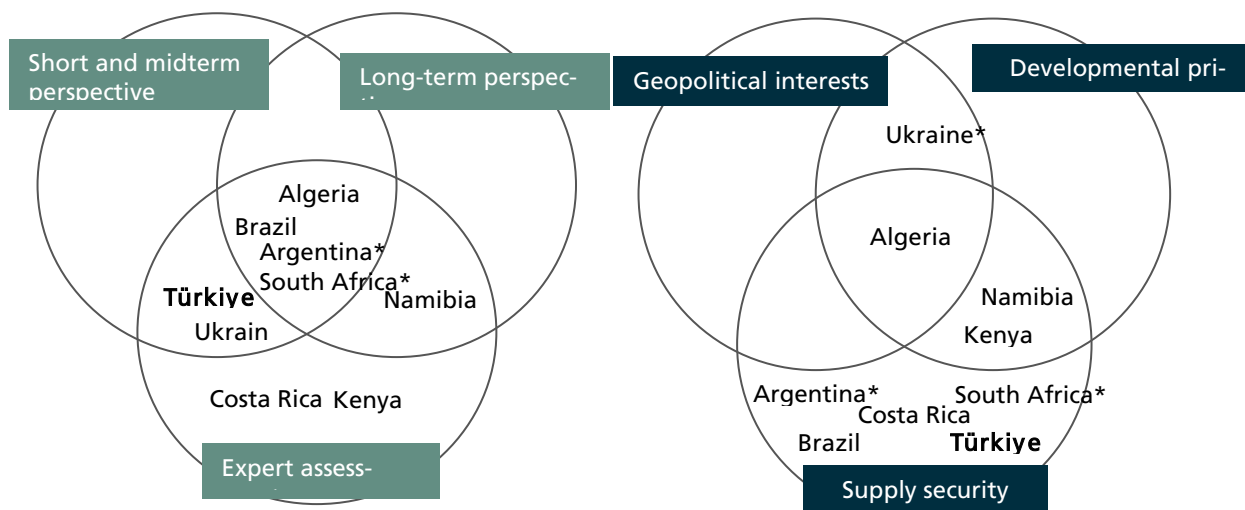 Short and midterm
perspective
Long-term perspec-
Algeria
Brazil
Argentina*
South Africa*
Türkiye
Namibia
Ukrain
Costa Rica Kenya
Expert assess-
Geopolitical interests
Developmental pri-
Ukraine*
Algeria
Namibia
Kenya
Argentina*
South Africa*
Costa Rica
Brazil
Türkiye
Supply security